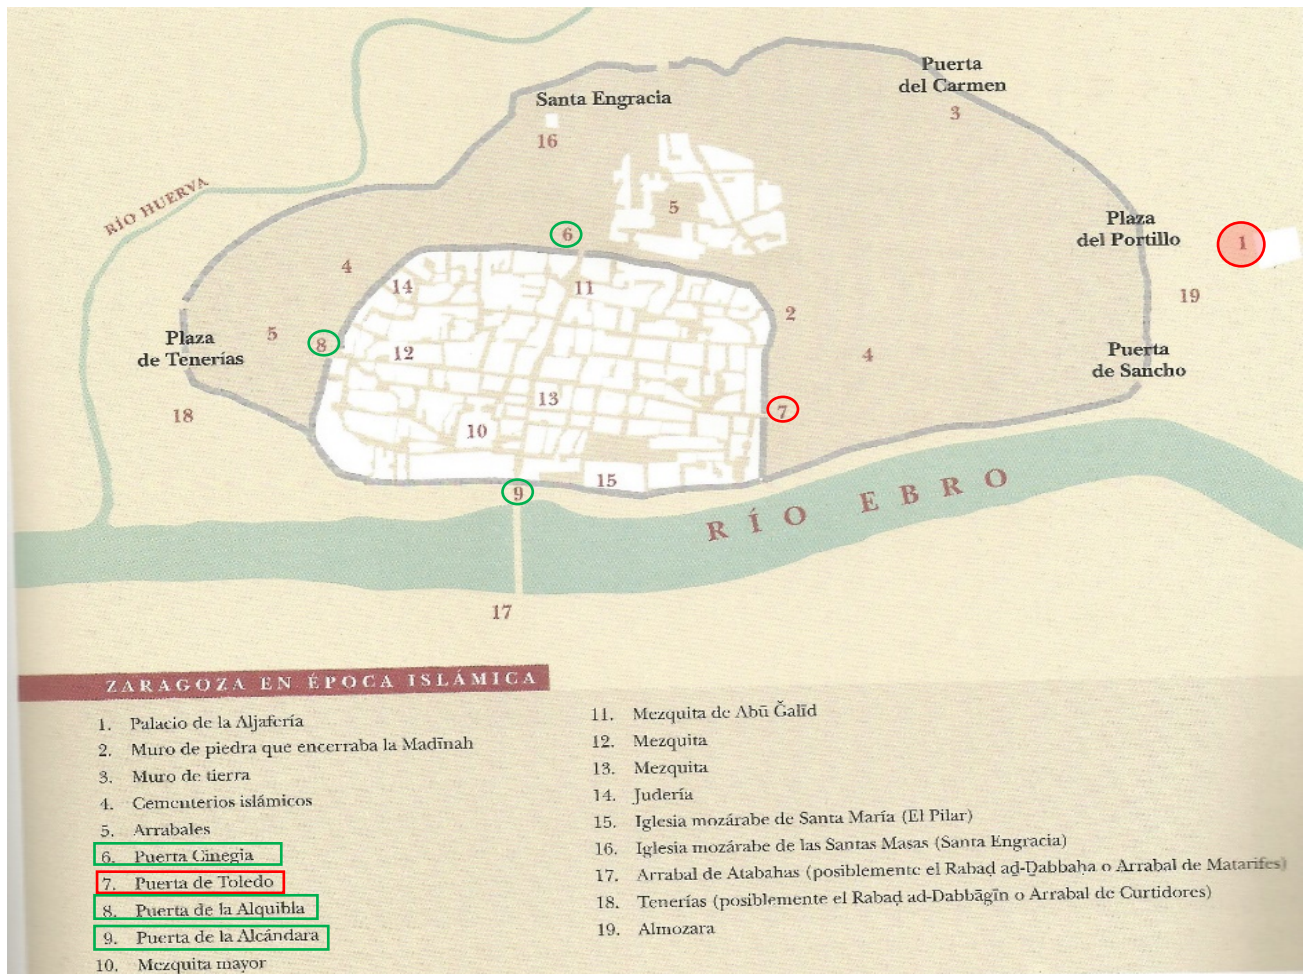 Puerta
del Carmen
3
Santa Engracia
16
RÍO HUERVA
5
Plaza
del Portillo
1
6
4
14
11
19
2
5
8
Plaza
de Tenerías
12
4
Puerta
de Sancho
13
7
18
10
15
9
RÍO EBRO
17
ZARAGOZA EN ÉPOCA ISLÁMICA
1. Palacio de la Aljafería
2. Muro de piedra que encerraba la Madīnah
3. Muro de tierra
4. Cementerios islámicos
5. Arrabales
6. Puerta Cinegia
7. Puerta de Toledo
8. Puerta de la Alquibla
9. Puerta de la Alcándara
10. Mezquita mayor
11. Mezquita de Abū Ǧalīd
12. Mezquita
13. Mezquita
14. Judería
15. Iglesia mozárabe de Santa María (El Pilar)
16. Iglesia mozárabe de las Santas Masas (Santa Engracia)
17. Arrabal de Atabahas (posiblemente el Rabaḍ aḍ-Ḍabbaḥa o Arrabal de Matarifes)
18. Tenerías (posiblemente el Rabaḍ ad-Dabbāgīn o Arrabal de Curtidores)
19. Almozara